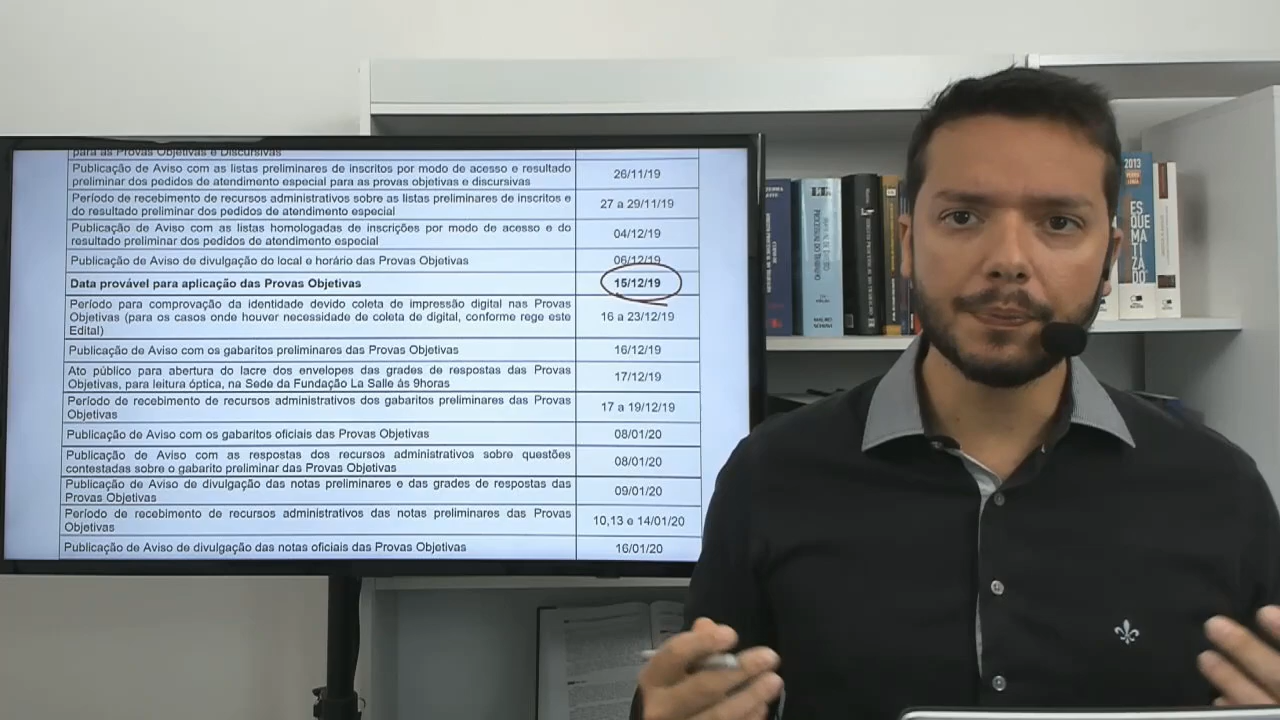 para as Provas Objetivas e Discursivas
Publicação de Aviso com as listas preliminares de inscritos por modo de acesso e resultado
preliminar dos pedidos de atendimento especial para as provas objetivas e discursivas
26/11/19
Período de recebimento de recursos administrativos sobre as listas preliminares de inscritos e
do resultado preliminar dos pedidos de atendimento especial
27 a 29/11/19
Publicação de Aviso com as listas homologadas de inscrições por modo de acesso e do
resultado preliminar dos pedidos de atendimento especial
04/12/19
Publicação de Aviso de divulgação do local e horário das Provas Objetivas
06/12/19
Data provável para aplicação das Provas Objetivas
15/12/19
Período para comprovação da identidade devido coleta de impressão digital nas Provas
Objetivas (para os casos onde houver necessidade de coleta de digital, conforme rege este
Edital)
16 a 23/12/19
Publicação de Aviso com os gabaritos preliminares das Provas Objetivas
16/12/19
Ato público para abertura do lacre dos envelopes das grades de respostas das Provas
Objetivas, para leitura óptica, na Sede da Fundação La Salle às 9horas
17/12/19
Período de recebimento de recursos administrativos dos gabaritos preliminares das Provas
Objetivas
17 a 19/12/19
Publicação de Aviso com os gabaritos oficiais das Provas Objetivas
08/01/20
Publicação de Aviso com as respostas dos recursos administrativos sobre questões
contestadas sobre o gabarito preliminar das Provas Objetivas
08/01/20
Publicação de Aviso de divulgação das notas preliminares e das grades de respostas das
Provas Objetivas
09/01/20
Período de recebimento de recursos administrativos das notas preliminares das Provas
Objetivas
10,13 e 14/01/20
Publicação de Aviso de divulgação das notas oficiais das Provas Objetivas
16/01/20
LTr
2013
ES
QUE
MA
TI
ZADO